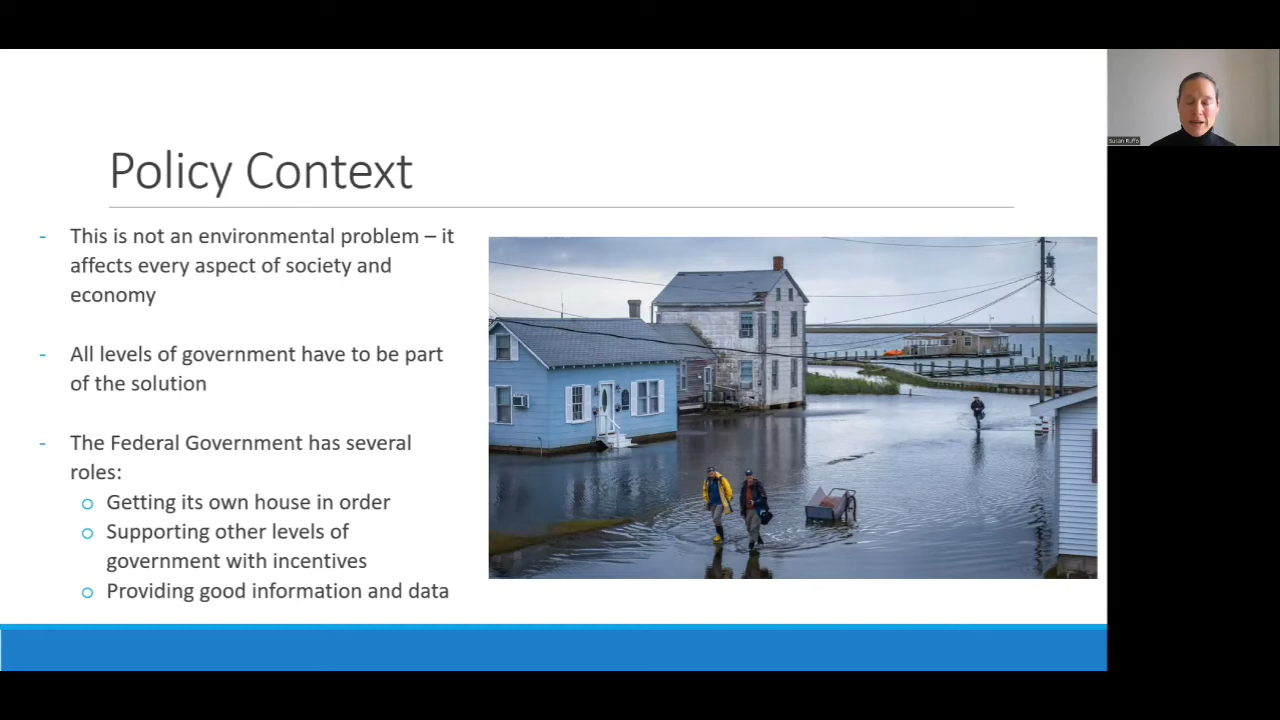 Policy Context
- This is not an environmental problem – it
affects every aspect of society and
economy
- All levels of government have to be part
of the solution
- The Federal Government has several
roles:
o Getting its own house in order
o Supporting other levels of
government with incentives
o Providing good information and data
Susan Ruffo